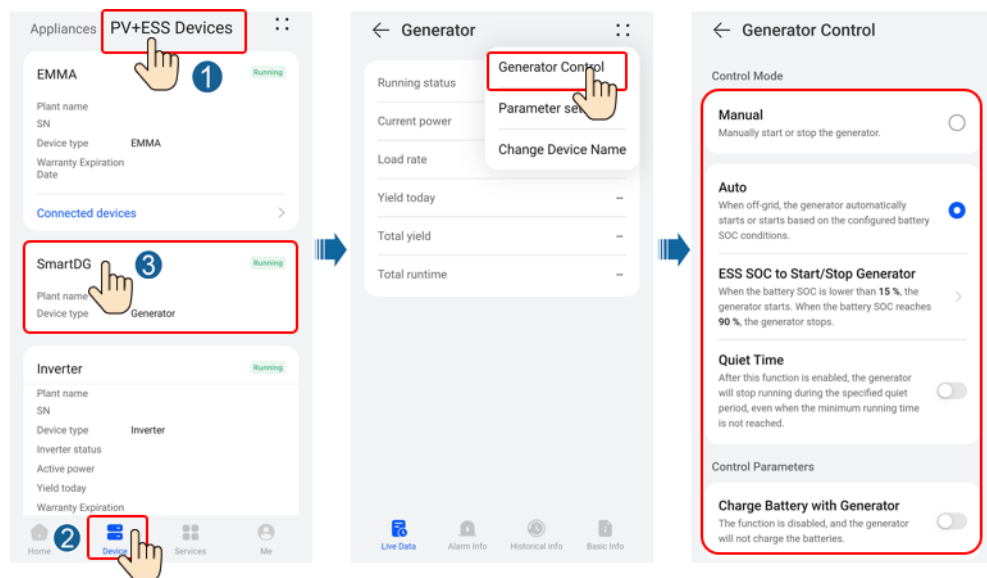 Appliances PV+ESS Devices
1
EMMA
Running
Plant name
SN
Device type EMMA
Warranty Expiration
Date
Connected devices
SmartDG
3
Running
Plant name
Device type Generator
Inverter
Running
Plant name
SN
Device type Inverter
Inverter status
Active power
Yield today
Warranty Expiration
2
Home
Device
Services
Me
Generator
Generator Control
Parameter set
Change Device Name
Running status
Current power
Load rate
Yield today --
Total yield --
Total runtime --
Live Data
Alarm Info
Historical Info
Basic Info
Generator Control
Control Mode
Manual
Manually start or stop the generator.
Auto
When off-grid, the generator automatically
starts or starts based on the configured battery
SOC conditions.
ESS SOC to Start/Stop Generator
When the battery SOC is lower than 15 %, the
generator starts. When the battery SOC reaches
90 %, the generator stops.
Quiet Time
After this function is enabled, the generator
will stop running during the specified quiet
period, even when the minimum running time
is not reached.
Control Parameters
Charge Battery with Generator
The function is disabled, and the generator
will not charge the batteries.